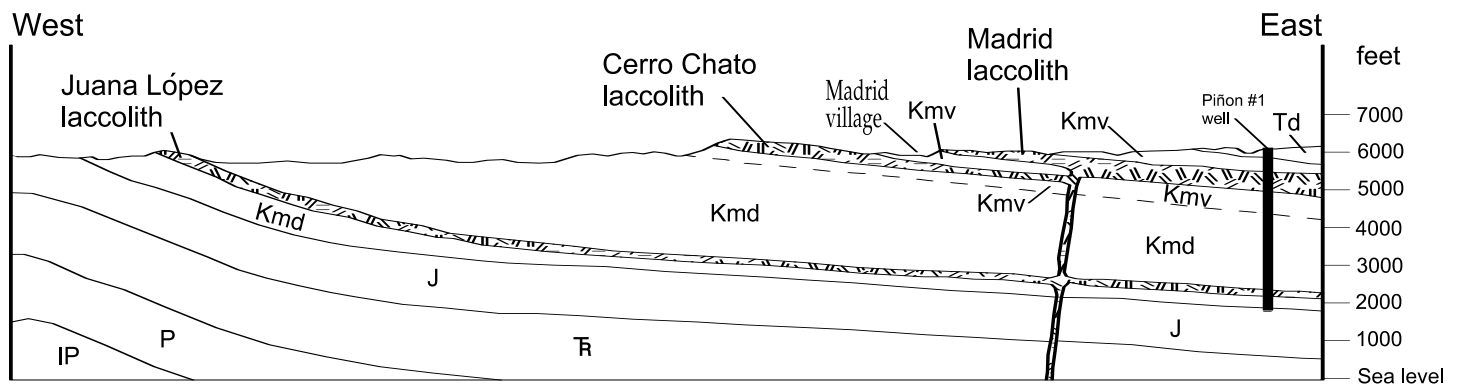 West
East
feet
Juana López
laccolith
Cerro Chato
laccolith
Madrid
village
Kmv
Madrid
laccolith
Kmv
Piñon #1
well
Td
7000
6000
5000
4000
3000
2000
1000
Sea level
Kmd
Kmd
Kmv
Kmv
Kmd
J
J
P
IP
TR